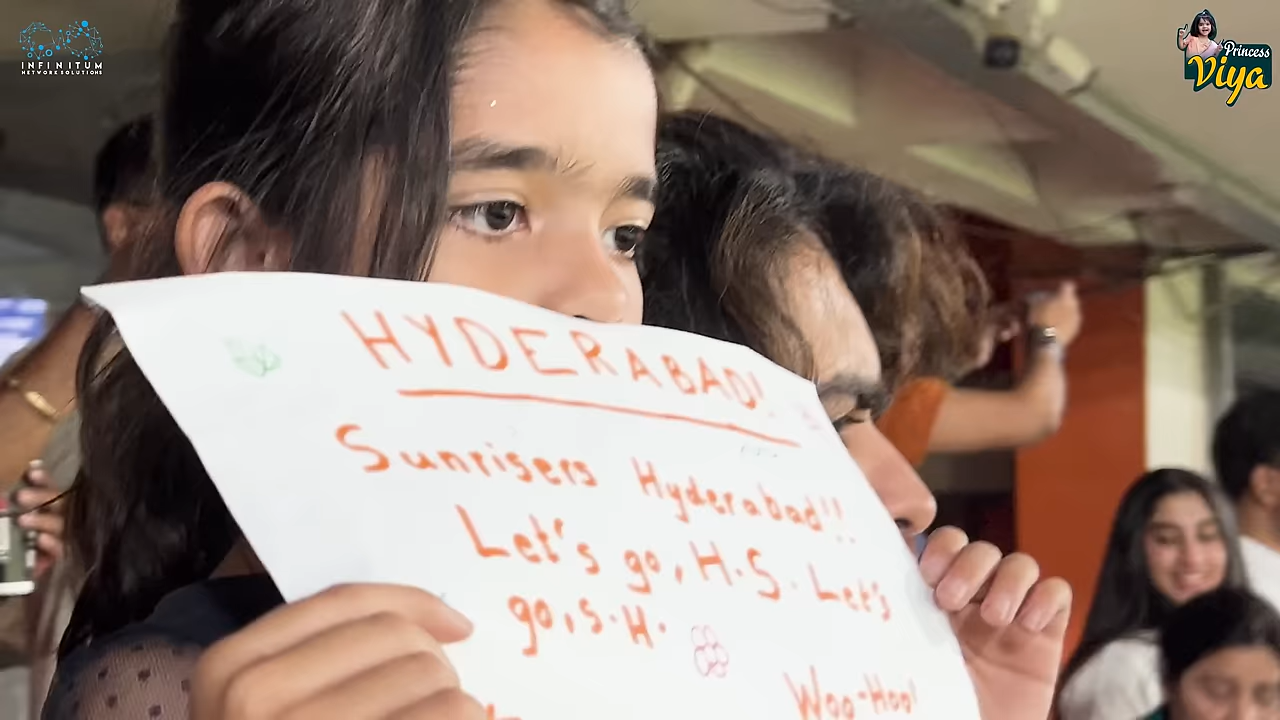 INFINITUM
NETWORK SOLUTIONS
Princess
Viya
HYDERABAD!
Sunrisers Hyderabad!!
Let's go, H.S. Let's
go, S.H.
Woo-Hoo!